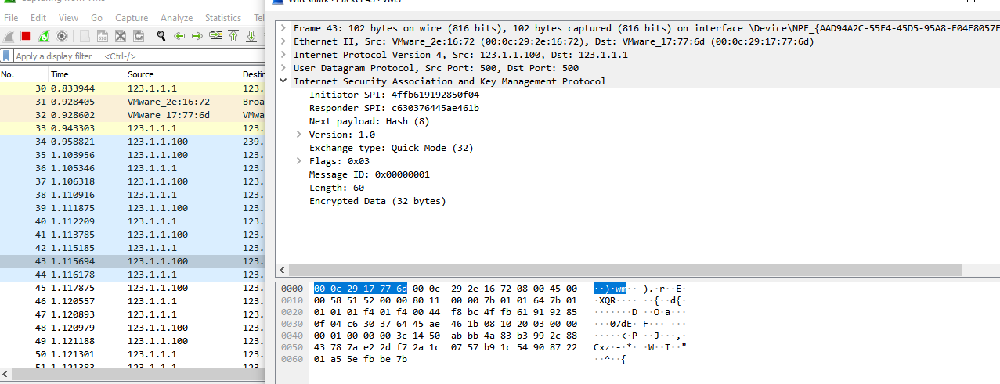 File Edit View Go Capture Analyze Statistics
Apply a display filter ... <Ctrl-/>
No. Time Source
30 0.833944 123.1.1.1 123.
31 0.928405 VMware_2e:16:72 Broa
32 0.928602 VMware_17:77:6d VMwa
33 0.943303 123.1.1.1 123.
34 0.958821 123.1.1.100 239.
35 1.103956 123.1.1.100 123.
36 1.105346 123.1.1.1 123.
37 1.106318 123.1.1.100 123.
38 1.110916 123.1.1.1 123.
39 1.111875 123.1.1.100 123.
40 1.112209 123.1.1.1 123.
41 1.113785 123.1.1.100 123.
42 1.115185 123.1.1.1 123.
43 1.115694 123.1.1.100 123.
44 1.116178 123.1.1.1 123.
45 1.117875 123.1.1.100 123.
46 1.120557 123.1.1.1 123.
47 1.120893 123.1.1.1 123.
48 1.120979 123.1.1.100 123.
49 1.121188 123.1.1.100 123.
50 1.121301 123.1.1.1 123.
Frame 43: 102 bytes on wire (816 bits), 102 bytes captured (816 bits) on interface \Device\NPF_{AAD94A2C-55E4-45D5-95A8-E04F8057F
Ethernet II, Src: VMware_2e:16:72 (00:0c:29:2e:16:72), Dst: VMware_17:77:6d (00:0c:29:17:77:6d)
Internet Protocol Version 4, Src: 123.1.1.100, Dst: 123.1.1.1
User Datagram Protocol, Src Port: 500, Dst Port: 500
Internet Security Association and Key Management Protocol
Initiator SPI: 4ffb619192850f04
Responder SPI: c630376445ae461b
Next payload: Hash (8)
Version: 1.0
Exchange type: Quick Mode (32)
Flags: 0x03
Message ID: 0x00000001
Length: 60
Encrypted Data (32 bytes)
0000 00 0c 29 17 77 6d 00 0c 29 2e 16 72 08 00 45 00 ··)·wm·· ).·r··E·
0010 00 58 51 52 00 00 80 11 00 00 7b 01 01 64 7b 01 ·XQR···· ··{··d{·
0020 01 01 01 f4 01 f4 00 44 f8 bc 4f fb 61 91 92 85 ·······D ··O·a···
0030 0f 04 c6 30 37 64 45 ae 46 1b 08 10 20 03 00 00 ···07dE· F··· ···
0040 00 01 00 00 00 3c 14 50 ab bb 4a 83 b3 99 2c 88 ·····<·P ··J···,·
0050 43 78 7a e2 2d f7 2a 1c 07 57 b9 1c 54 90 87 22 Cxz·-·*· ·W··T··"
0060 01 a5 5e fb be 7b ··^··{